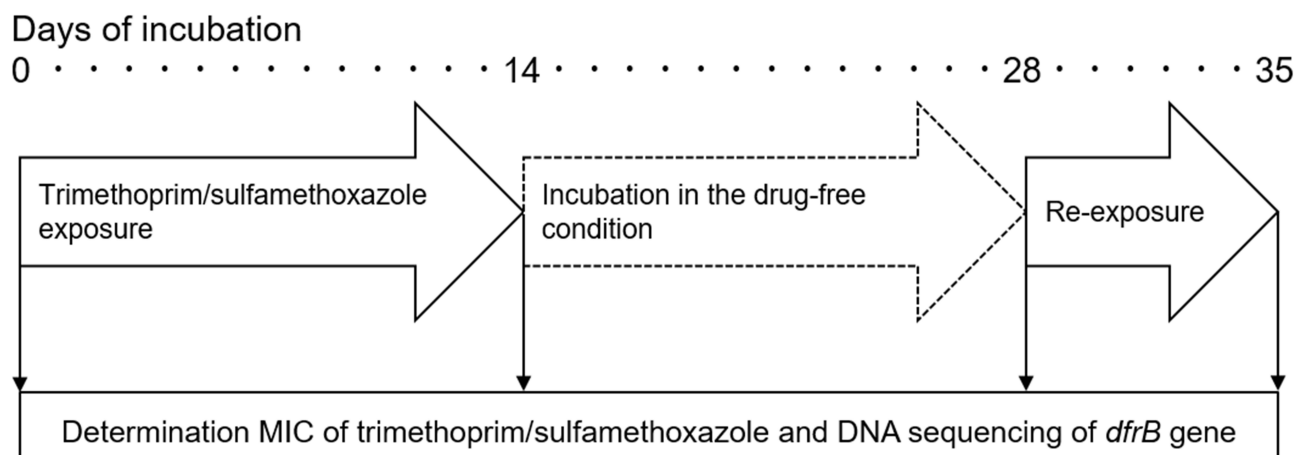 Days of incubation
0 · · · · · · · · · · · · · 14 · · · · · · · · · · · · · 28 · · · · · · 35
Trimethoprim/sulfamethoxazole
exposure
Incubation in the drug-free
condition
Re-exposure
Determination MIC of trimethoprim/sulfamethoxazole and DNA sequencing of dfrB gene